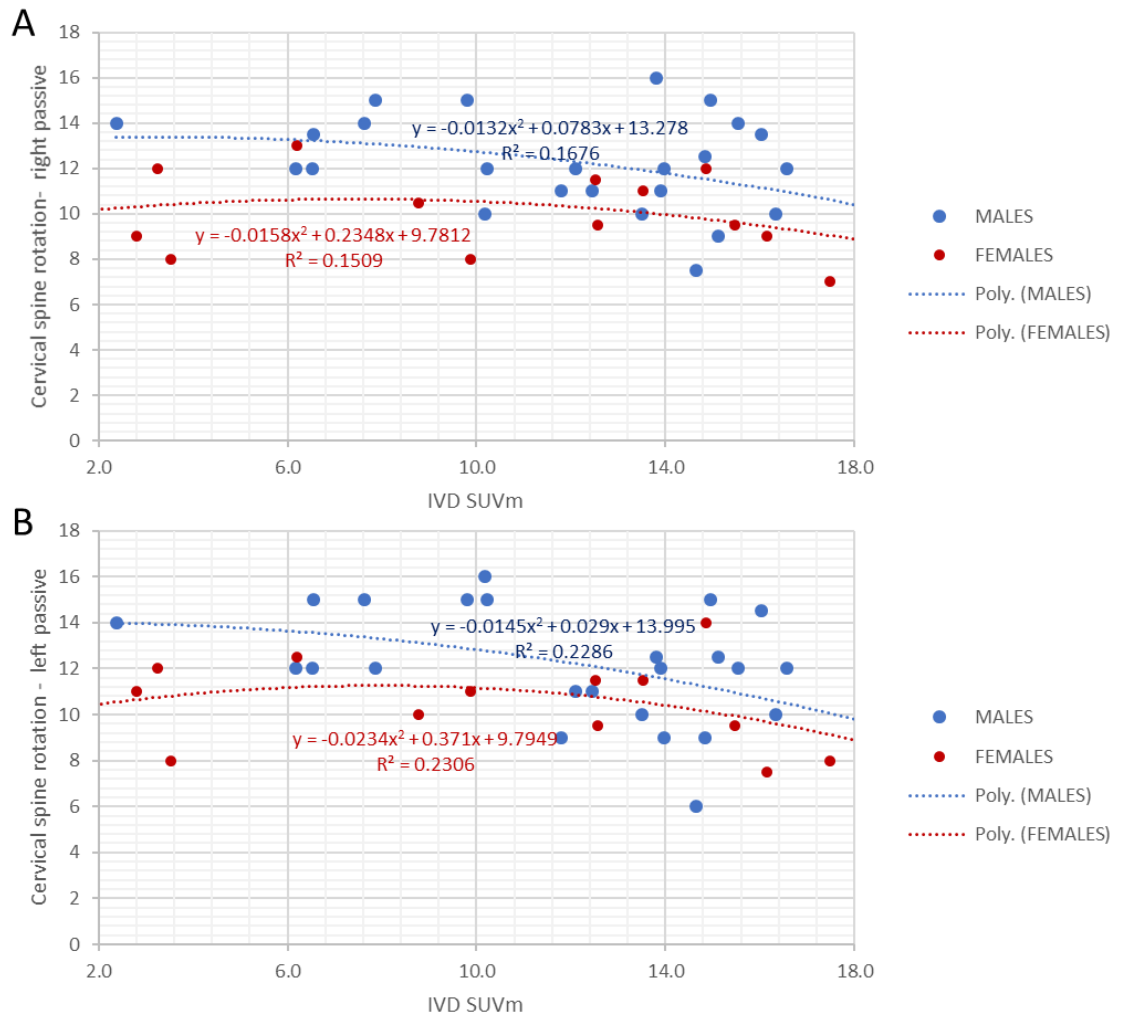 A
Cervical spine rotation-  right passive
18
16
14
12
10
8
6
4
2
0
y = -0.0132x² + 0.0783x + 13.278
R² = 0.1676
y = -0.0158x² + 0.2348x + 9.7812
R² = 0.1509
2.0 6.0 10.0 14.0 18.0
IVD SUVm
MALES
FEMALES
Poly. (MALES)
Poly. (FEMALES)
B
Cervical spine rotation - left passive
18
16
14
12
10
8
6
4
2
0
y = -0.0145x² + 0.029x + 13.995
R² = 0.2286
y = -0.0234x² + 0.371x + 9.7949
R² = 0.2306
2.0 6.0 10.0 14.0 18.0
IVD SUVm
MALES
FEMALES
Poly. (MALES)
Poly. (FEMALES)